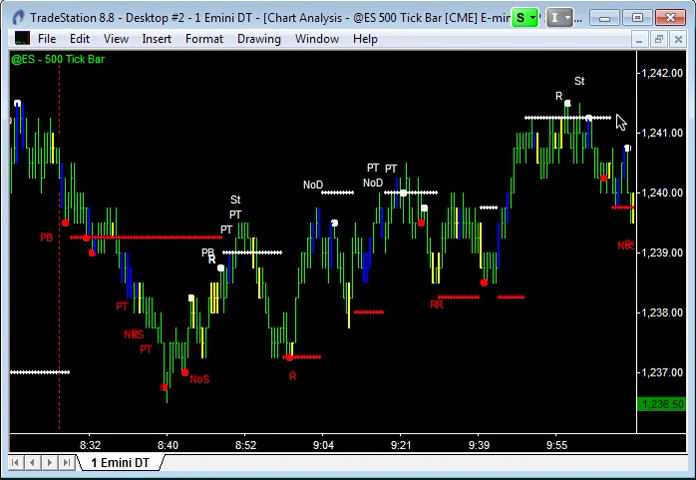 TradeStation 8.8 - Desktop #2 - 1 Emini DT - [Chart Analysis - @ES 500 Tick Bar [CME] E-mir
S
I
File Edit View Insert Format Drawing Window Help
@ES - 500 Tick Bar
1,242.00
St
R
1,241.00
PT PT
NoD NoD
1,240.00
St
PT
PT
PB
1,239.00
PB
R
PT
RR
1,238.00
PT
NoS
R
1,237.00
1,236.50
8:32 8:40 8:52 9:04 9:21 9:39 9:55
1 Emini DT